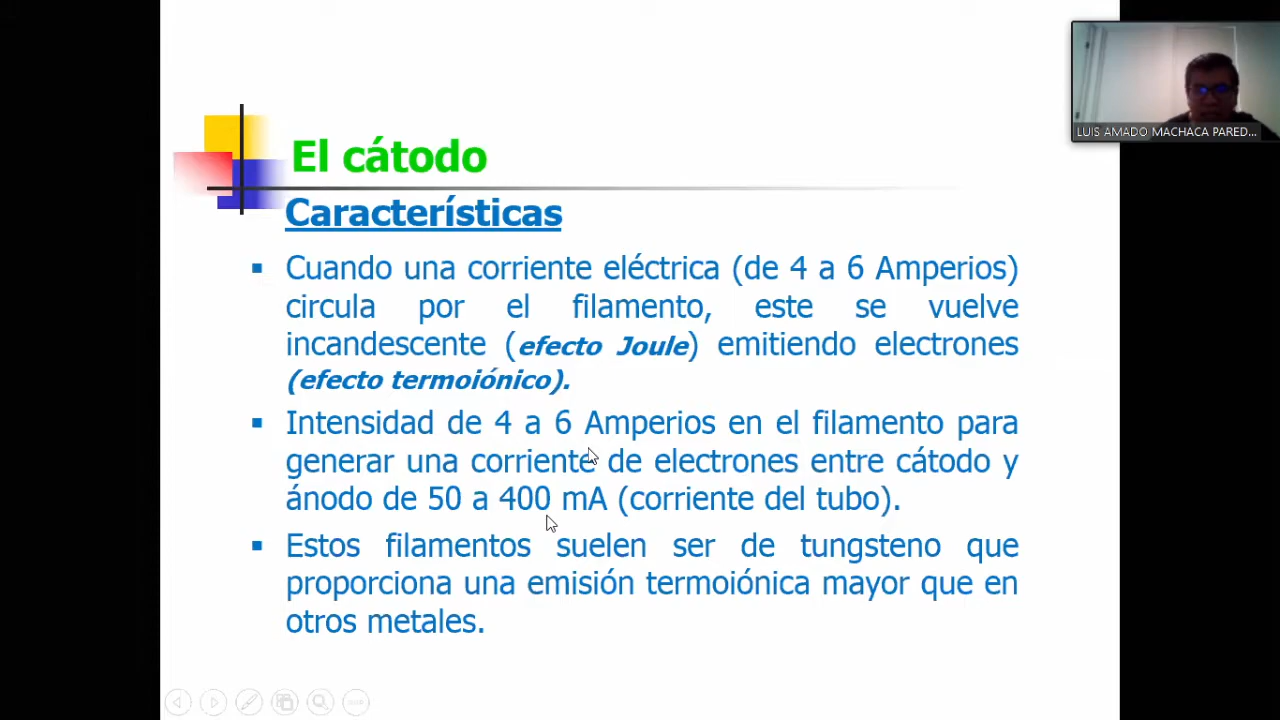 LUIS AMADO MACHACA PARED...
El cátodo
Características
▪ Cuando una corriente eléctrica (de 4 a 6 Amperios)
circula por el filamento, este se vuelve
incandescente (efecto Joule) emitiendo electrones
(efecto termoiónico).
▪ Intensidad de 4 a 6 Amperios en el filamento para
generar una corriente de electrones entre cátodo y
ánodo de 50 a 400 mA (corriente del tubo).
▪ Estos filamentos suelen ser de tungsteno que
proporciona una emisión termoiónica mayor que en
otros metales.